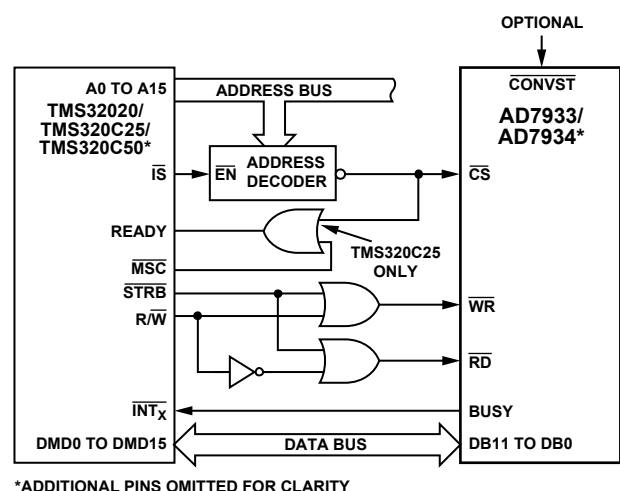 OPTIONAL
A0 TO A15
ADDRESS BUS
CONVST
TMS32020/
TMS320C25/
TMS320C50*
AD7933/
AD7934*
IS
EN
ADDRESS
DECODER
CS
READY
TMS320C25
ONLY
MSC
STRB
R/W
WR
RD
INTX
BUSY
DMD0 TO DMD15
DATA BUS
DB11 TO DB0
*ADDITIONAL PINS OMITTED FOR CLARITY